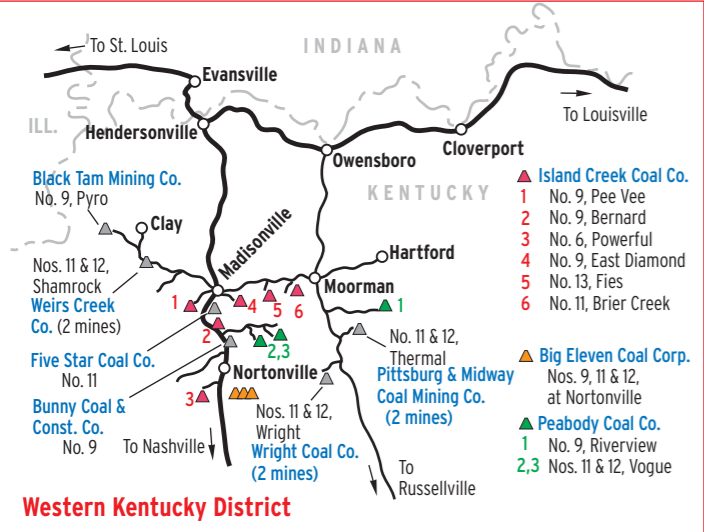 To St. Louis
INDIANA
Evansville
To Louisville
ILL.
Hendersonville
Cloverport
Owensboro
KENTUCKY
Black Tam Mining Co.
No. 9, Pyro
Clay
Madisonville
Hartford
Nos. 11 & 12,
Shamrock
Moorman
Weirs Creek
Co. (2 mines)
1
4
5
6
1
2
2,3
Five Star Coal Co.
No. 11
No. 11 & 12,
Thermal
Pittsburg & Midway
Coal Mining Co.
(2 mines)
Nortonville
Bunny Coal &
Const. Co.
No. 9
3
Nos. 11 & 12,
Wright
Wright Coal Co.
(2 mines)
To Nashville
To
Russellville
Island Creek Coal Co.
1 No. 9, Pee Vee
2 No. 9, Bernard
3 No. 6, Powerful
4 No. 9, East Diamond
5 No. 13, Fies
6 No. 11, Brier Creek
Big Eleven Coal Corp.
Nos. 9, 11 & 12,
at Nortonville
Peabody Coal Co.
1 No. 9, Riverview
2,3 Nos. 11 & 12, Vogue
Western Kentucky District